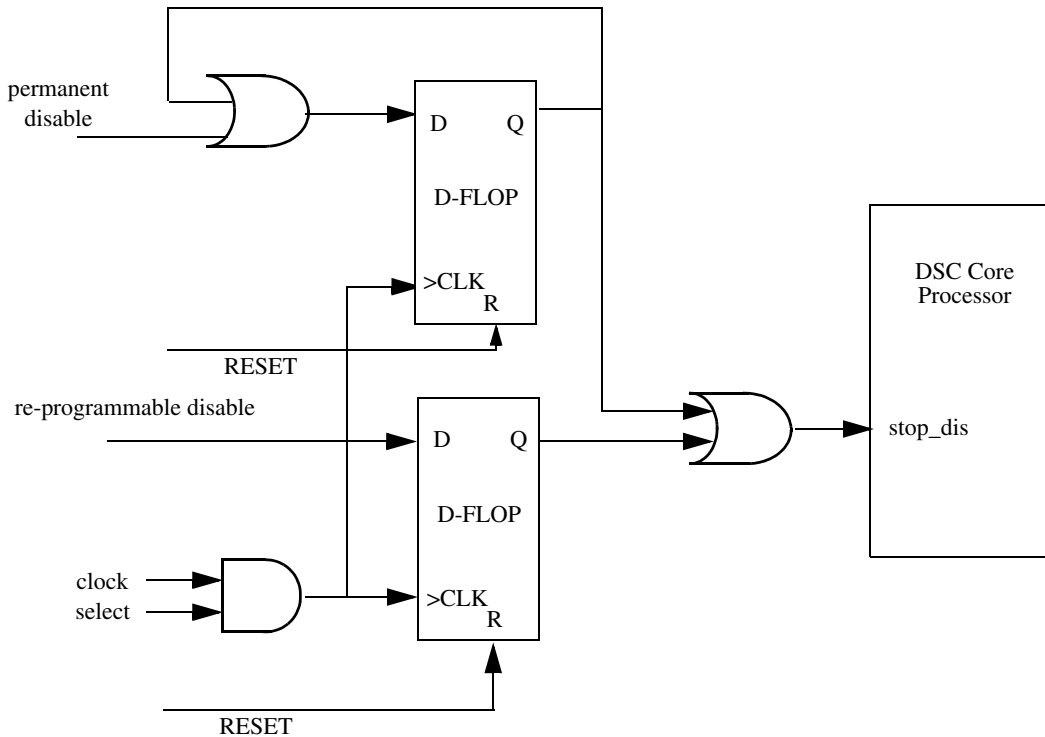 permanent
disable
D
Q
D-FLOP
>CLK
R
RESET
DSC Core
Processor
stop_dis
re-programmable disable
D
Q
D-FLOP
>CLK
R
clock
select
RESET